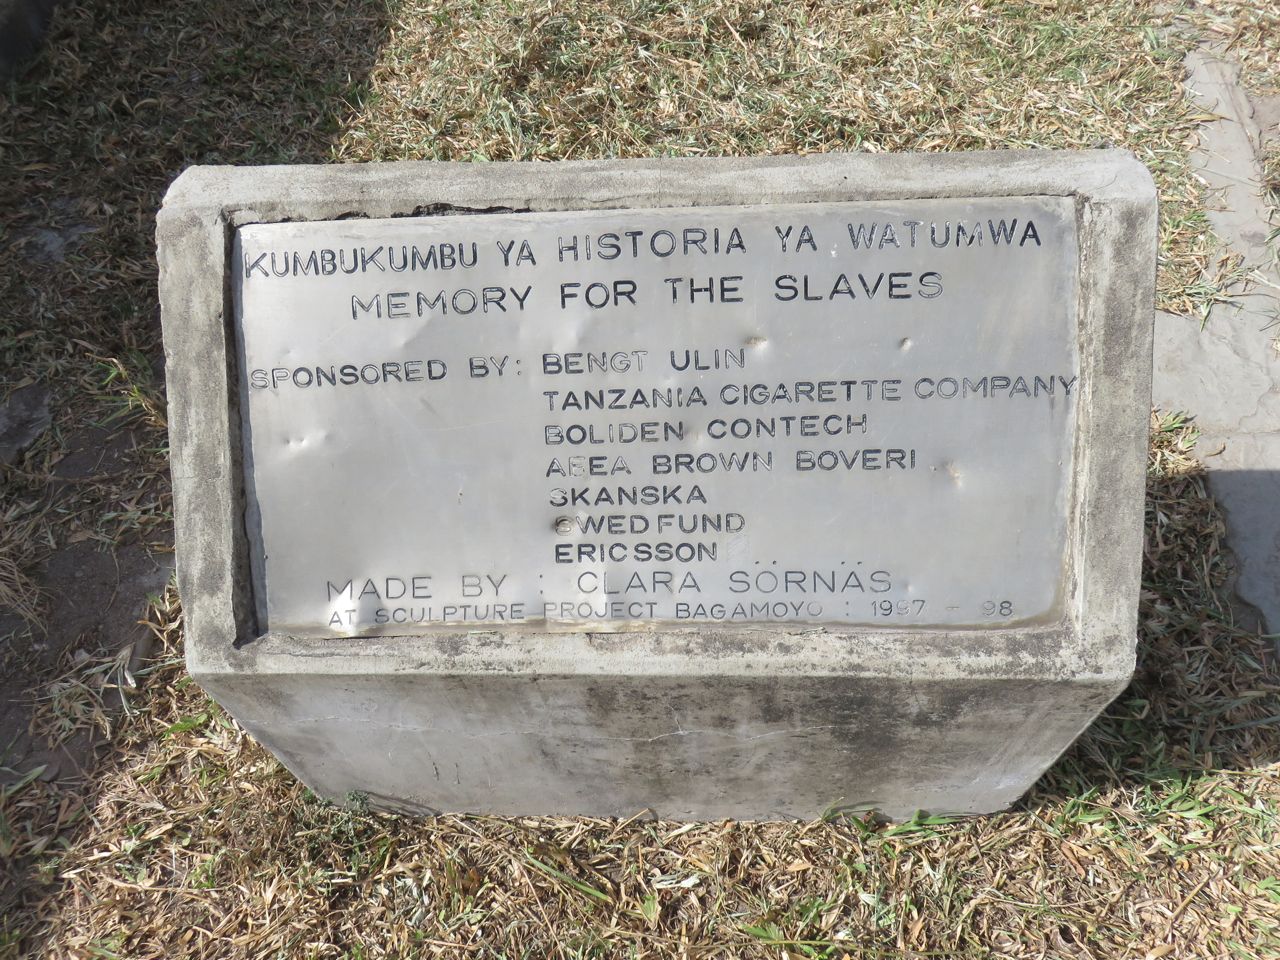 KUMBUKUMBU YA HISTORIA YA WATUMWA
MEMORY FOR THE SLAVES
SPONSORED BY: BENGT ULIN
TANZANIA CIGARETTE COMPANY
BOLIDEN CONTECH
ASEA BROWN BOVERI
SKANSKA
SWEDFUND
ERICSSON
MADE BY : CLARA SÖRNÄS
AT SCULPTURE PROJECT BAGAMOYO : 1997 - 98